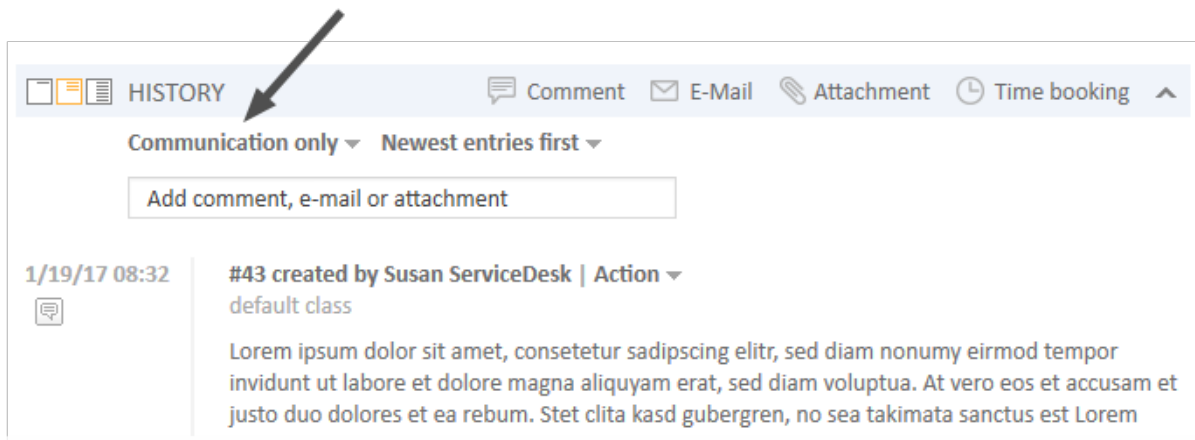 HISTORY Comment E-Mail Attachment Time booking
Communication only Newest entries first
Add comment, e-mail or attachment
1/19/17 08:32 #43 created by Susan ServiceDesk | Action
default class
Lorem ipsum dolor sit amet, consetetur sadipscing elitr, sed diam nonumy eirmod tempor
invidunt ut labore et dolore magna aliquyam erat, sed diam voluptua. At vero eos et accusam et
justo duo dolores et ea rebum. Stet clita kasd gubergren, no sea takimata sanctus est Lorem